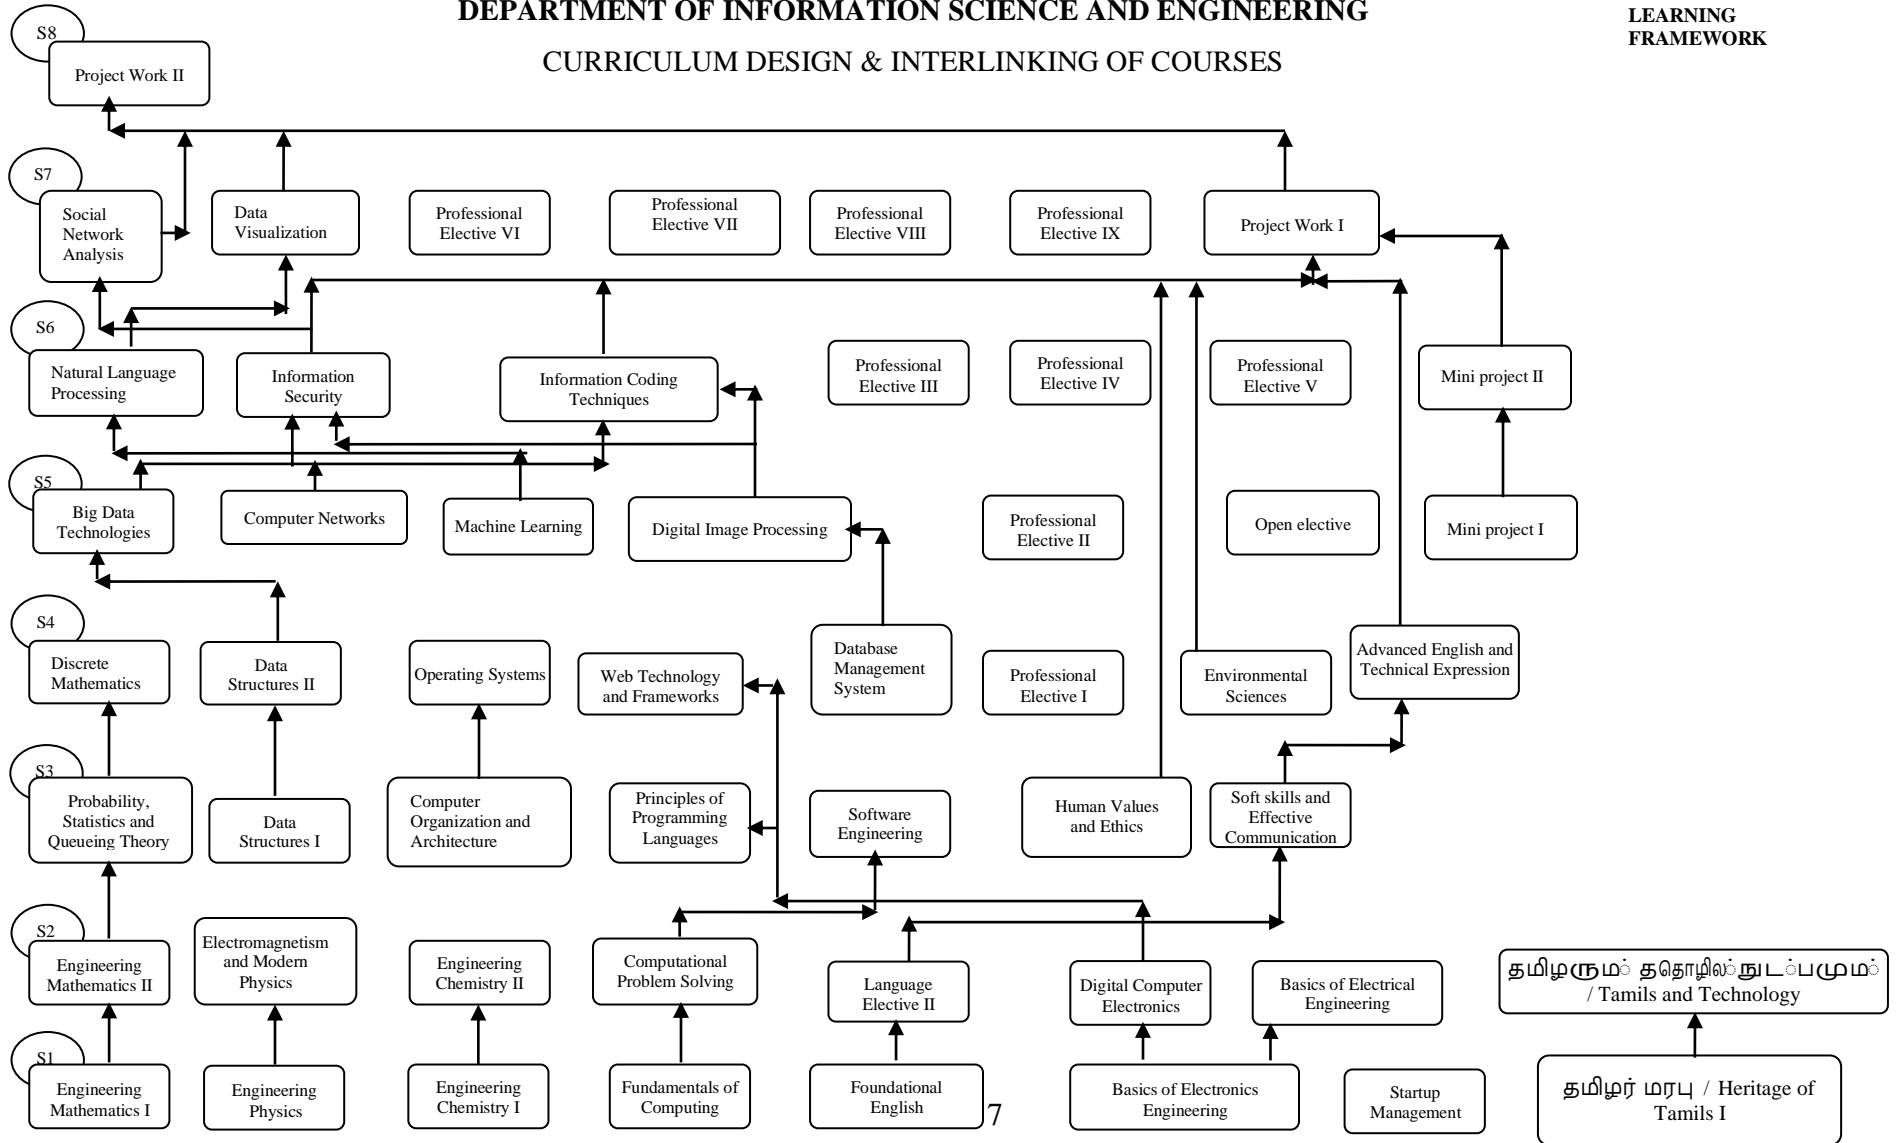 DEPARTMENT OF INFORMATION SCIENCE AND ENGINEERING
LEARNING
FRAMEWORK
CURRICULUM DESIGN & INTERLINKING OF COURSES
S8
Project Work II
S7
Social
Network
Analysis
Data
Visualization
Professional
Elective VI
Professional
Elective VII
Professional
Elective VIII
Professional
Elective IX
Project Work I
S6
Natural Language
Processing
Information
Security
Information Coding
Techniques
Professional
Elective III
Professional
Elective IV
Professional
Elective V
Mini project II
S5
Big Data
Technologies
Computer Networks
Machine Learning
Digital Image Processing
Professional
Elective II
Open elective
Mini project I
S4
Discrete
Mathematics
Data
Structures II
Operating Systems
Web Technology
and Frameworks
Database
Management
System
Professional
Elective I
Environmental
Sciences
Advanced English and
Technical Expression
S3
Probability,
Statistics and
Queueing Theory
Data
Structures I
Computer
Organization and
Architecture
Principles of
Programming
Languages
Software
Engineering
Human Values
and Ethics
Soft skills and
Effective
Communication
S2
Engineering
Mathematics II
Electromagnetism
and Modern
Physics
Engineering
Chemistry II
Computational
Problem Solving
Language
Elective II
Digital Computer
Electronics
Basics of Electrical
Engineering
தமிழரும் ததொழில்நுட்பமும்
/ Tamils and Technology
S1
Engineering
Mathematics I
Engineering
Physics
Engineering
Chemistry I
Fundamentals of
Computing
Foundational
English
Basics of Electronics
Engineering
Startup
Management
தமிழர் மரபு / Heritage of
Tamils I
7